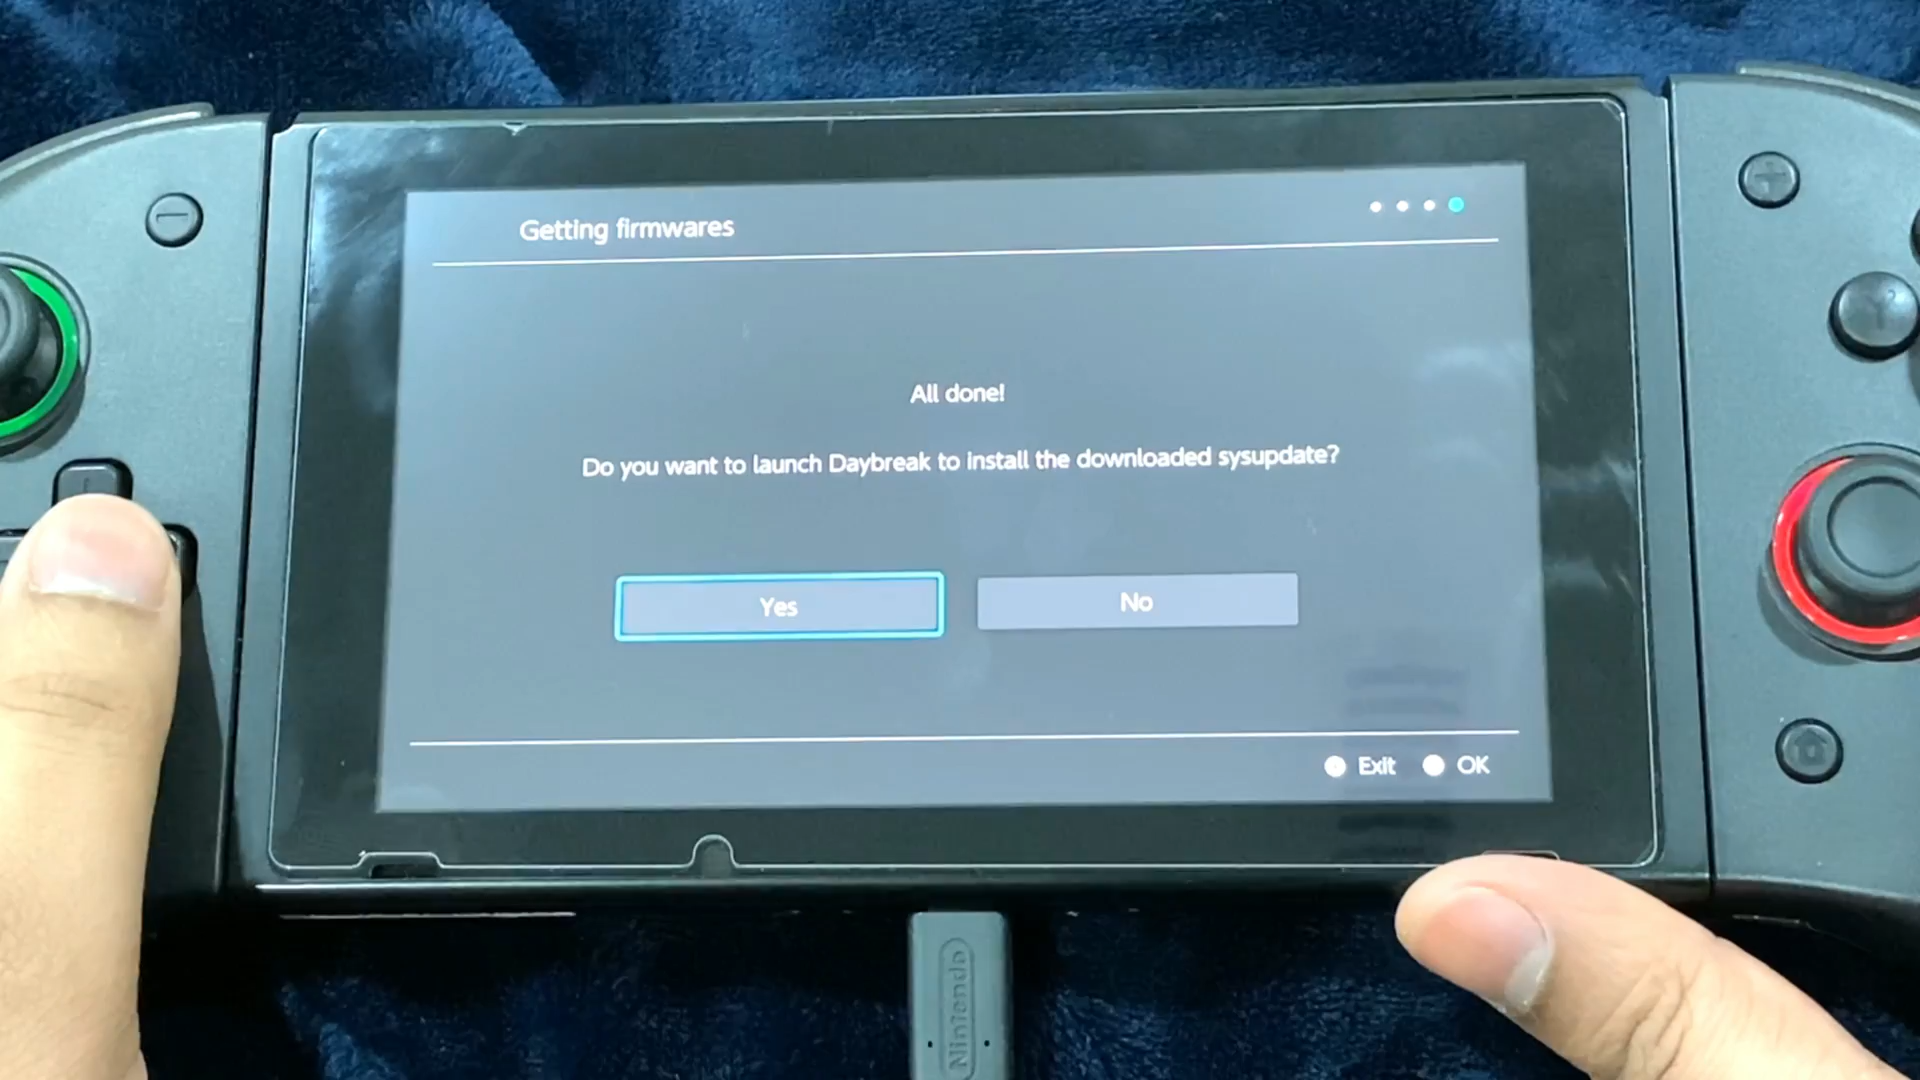 Getting firmwares
All done!
Do you want to launch Daybreak to install the downloaded sysupdate?
Yes
No
Exit
OK
Nintendo